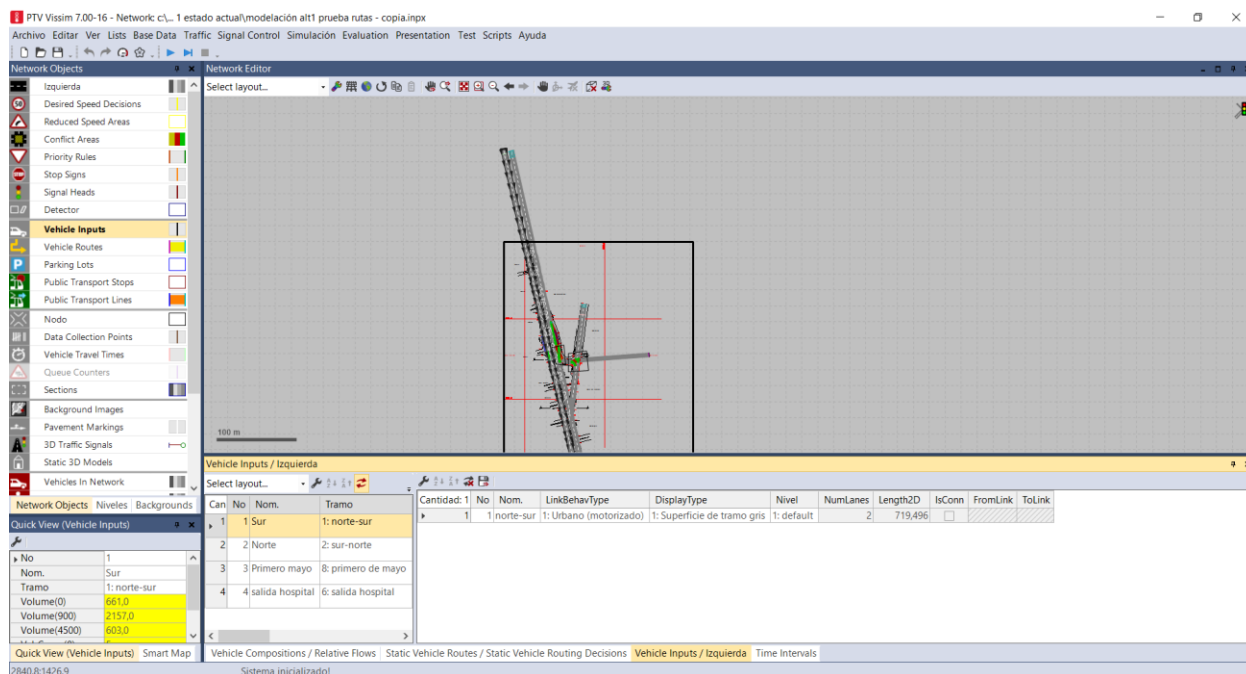 PTV Vissim 7.00-16 - Network: c:\... 1 estado actual\modelación alt1 prueba rutas - copia.inpx
Archivo Editar Ver Lists Base Data Traffic Signal Control Simulación Evaluation Presentation Test Scripts Ayuda
Network Objects
Izquierda
Desired Speed Decisions
Reduced Speed Areas
Conflict Areas
Priority Rules
Stop Signs
Signal Heads
Detector
Vehicle Inputs
Vehicle Routes
Parking Lots
Public Transport Stops
Public Transport Lines
Nodo
Data Collection Points
Vehicle Travel Times
Queue Counters
Sections
Background Images
Pavement Markings
3D Traffic Signals
Static 3D Models
Vehicles In Network
Network Objects Niveles Backgrounds
Quick View (Vehicle Inputs)
No 1
Nom. Sur
Tramo 1: norte-sur
Volume(0) 661,0
Volume(900) 2157,0
Volume(4500) 603,0
Quick View (Vehicle Inputs) Smart Map
Network Editor
Select layout...
100 m
Vehicle Inputs / Izquierda
Select layout...
Can No Nom. Tramo
1 1 Sur 1: norte-sur
2 2 Norte 2: sur-norte
3 3 Primero mayo 8: primero de mayo
4 4 salida hospital 6: salida hospital
Cantidad: 1 No Nom. LinkBehavType DisplayType Nivel NumLanes Length2D IsConn FromLink ToLink
1 1 norte-sur 1: Urbano (motorizado) 1: Superficie de tramo gris 1: default 2 719,496
Vehicle Compositions / Relative Flows Static Vehicle Routes / Static Vehicle Routing Decisions Vehicle Inputs / Izquierda Time Intervals
2840.8:1426.9 Sistema inicializado!